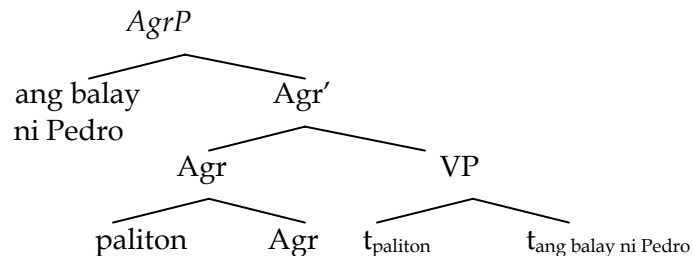 AgrP
ang balay Agr’
ni Pedro
Agr VP
paliton Agr tpaliton tang balay ni Pedro